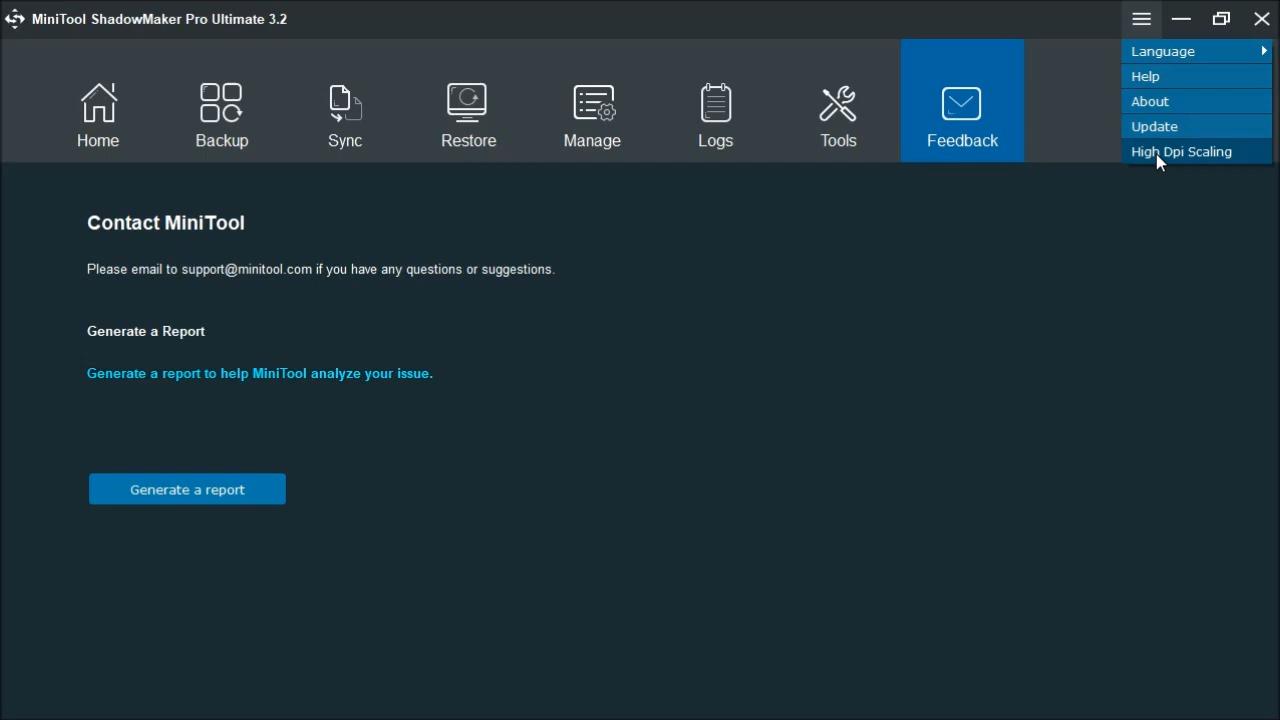 MiniTool ShadowMaker Pro Ultimate 3.2
Home
Backup
Sync
Restore
Manage
Logs
Tools
Feedback
Language
Help
About
Update
High Dpi Scaling
Contact MiniTool
Please email to support@minitool.com if you have any questions or suggestions.
Generate a Report
Generate a report to help MiniTool analyze your issue.
Generate a report